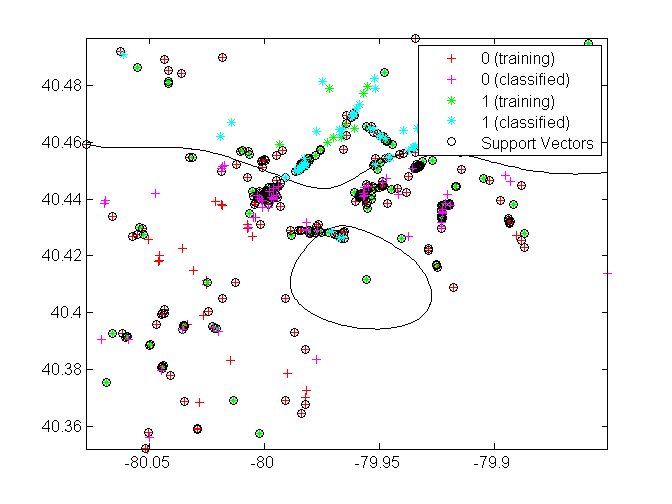 40.48
40.46
40.44
40.42
40.4
40.38
40.36
-80.05
-80
-79.95
-79.9
0 (training)
0 (classified)
1 (training)
1 (classified)
Support Vectors